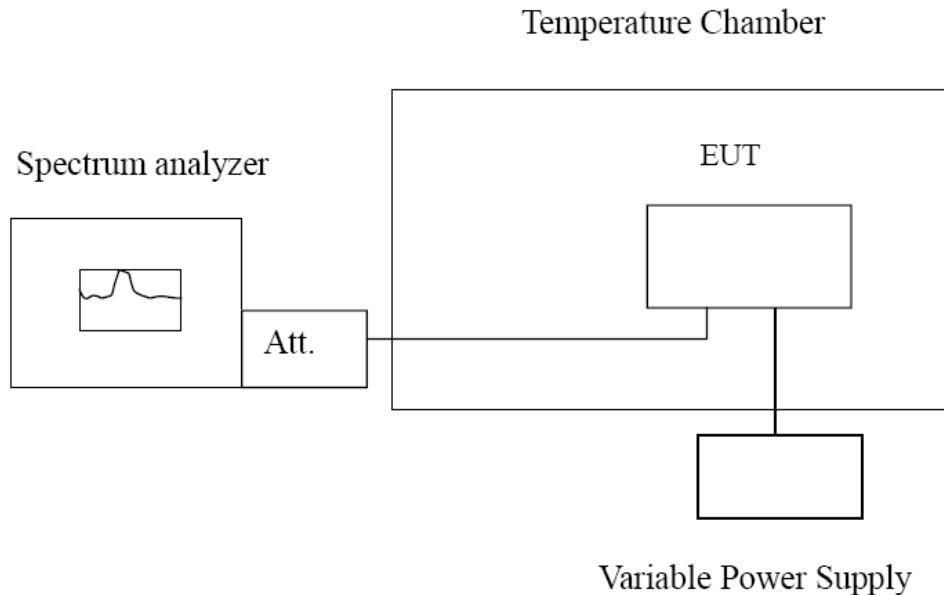 Temperature Chamber
Spectrum analyzer
EUT
Att.
Variable Power Supply